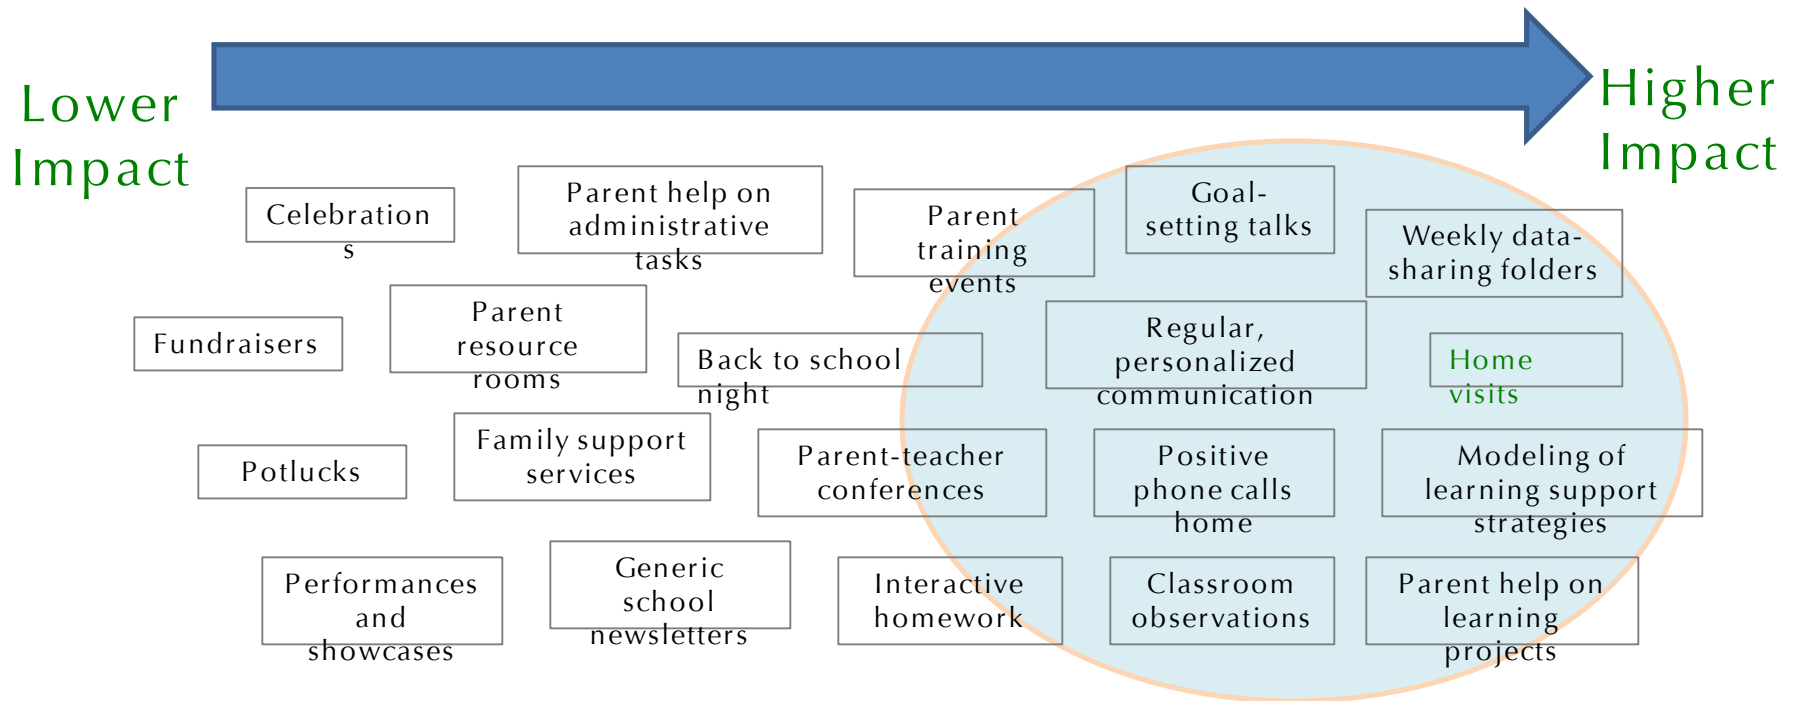 Lower
Impact
Higher
Impact
Celebration
s
Parent help on
administrative
tasks
Parent
training
events
Goal-
setting talks
Weekly data-
sharing folders
Fundraisers
Parent
resource
rooms
Back to school
night
Regular,
personalized
communication
Home
visits
Potlucks
Family support
services
Parent-teacher
conferences
Positive
phone calls
home
Modeling of
learning support
strategies
Performances
and
showcases
Generic
school
newsletters
Interactive
homework
Classroom
observations
Parent help on
learning
projects